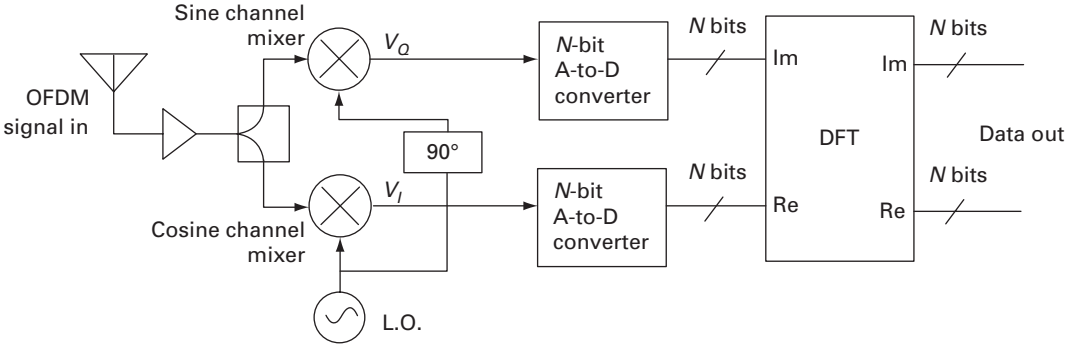 Sine channel
mixer
V_Q
N-bit
A-to-D
converter
N bits
Im
Im
N bits
OFDM
signal in
90°
DFT
Data out
Cosine channel
mixer
V_I
N-bit
A-to-D
converter
N bits
Re
Re
N bits
L.O.